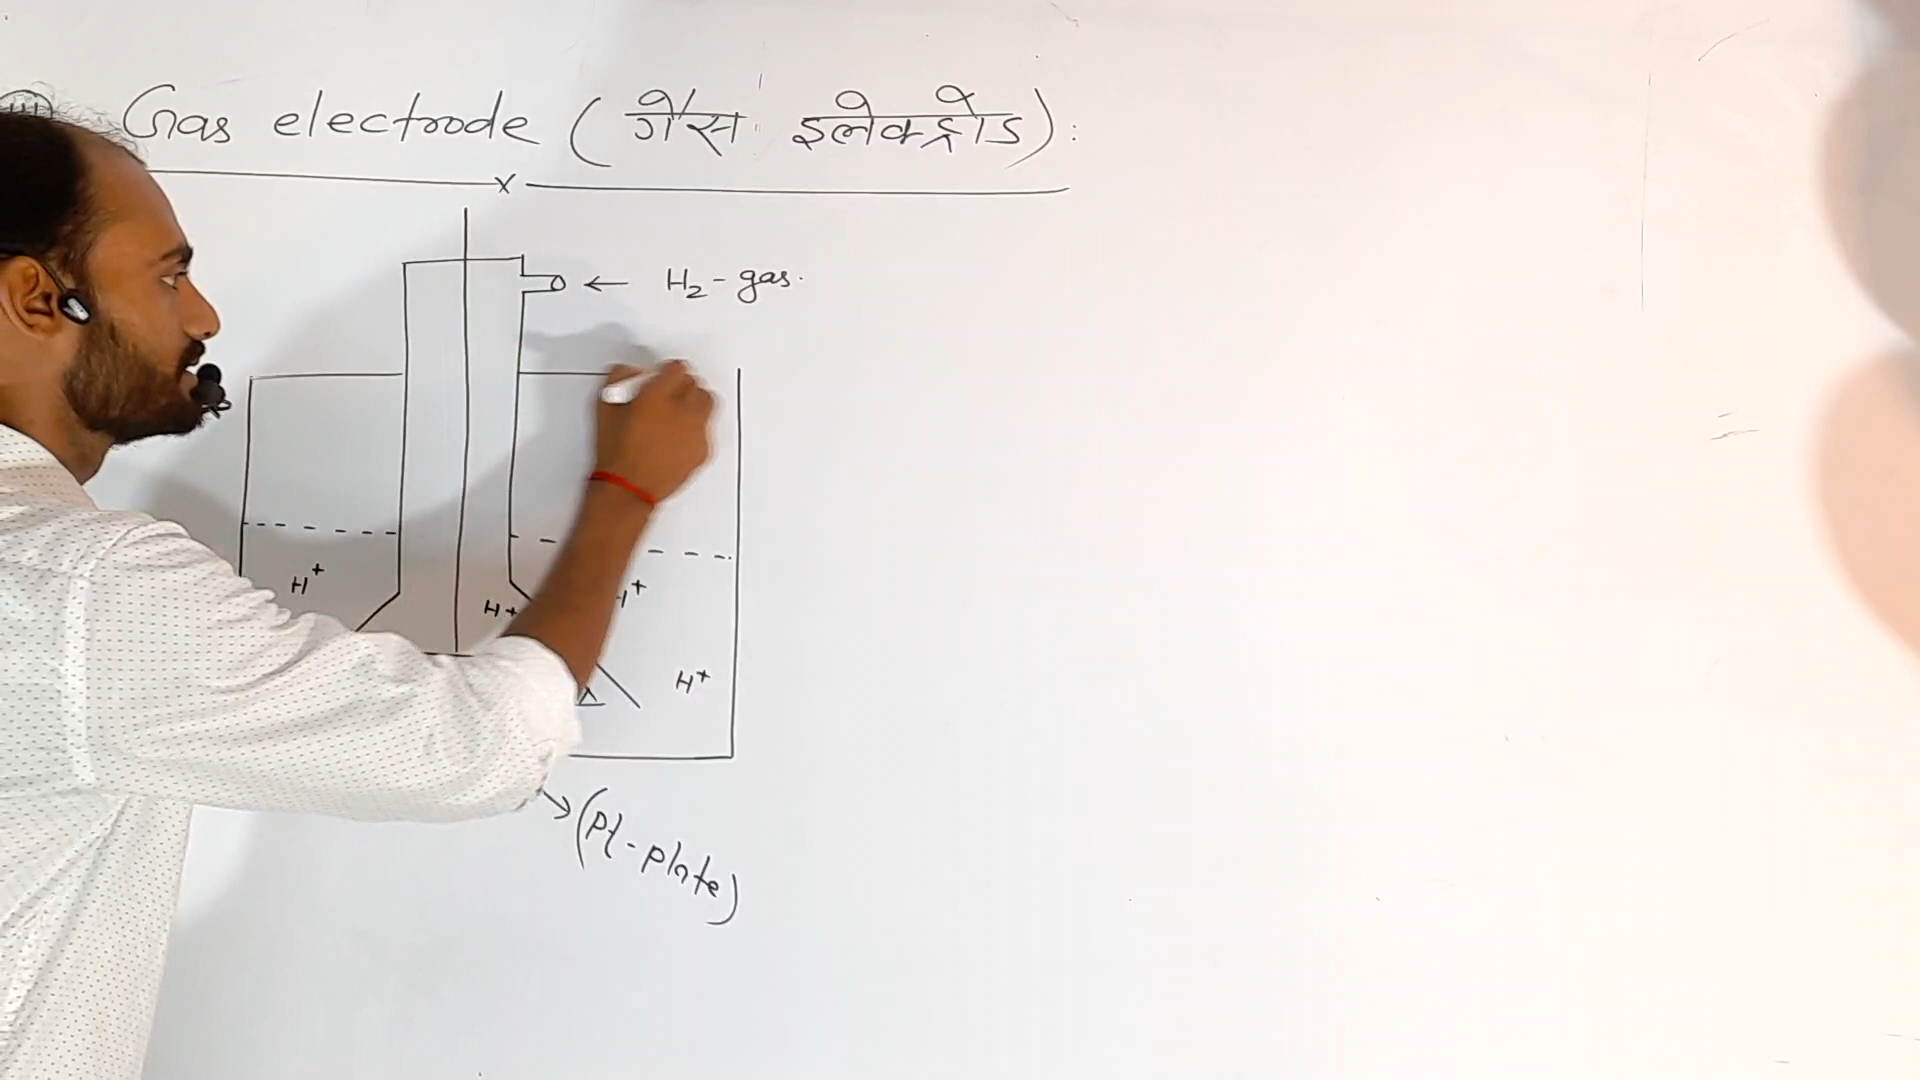 Gas electrode (गैस इलेक्ट्रोड):
← H₂-gas.
H⁺
H⁺
H⁺
H⁺
→ (Pt-plate)